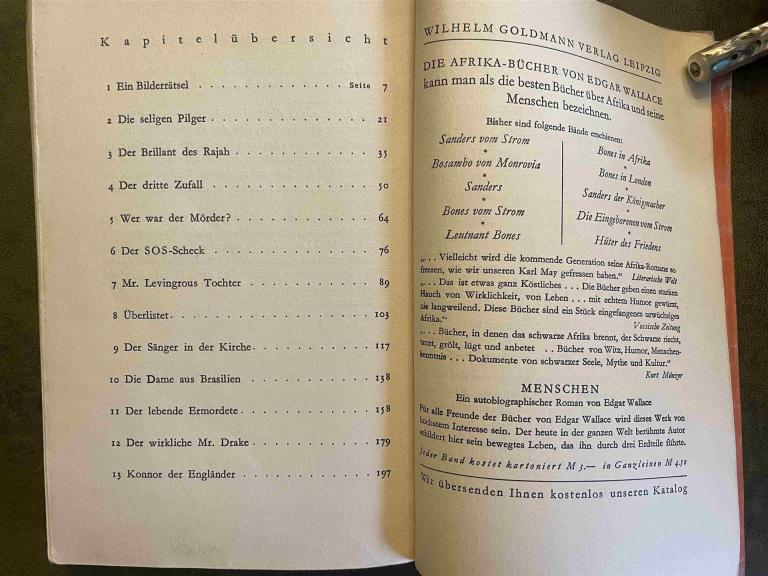 Kapitelübersicht
1 Ein Bilderrätsel . . . . . . . . . . . . Seite 7
2 Die seligen Pilger . . . . . . . . . . . . . . 21
3 Der Brillant des Rajah . . . . . . . . . . . . 35
4 Der dritte Zufall . . . . . . . . . . . . . . 50
5 Wer war der Mörder? . . . . . . . . . . . . . 64
6 Der SOS-Scheck . . . . . . . . . . . . . . . 76
7 Mr. Levingrous Tochter . . . . . . . . . . . . 89
8 Überlistet . . . . . . . . . . . . . . . . . 103
9 Der Sänger in der Kirche . . . . . . . . . . . 117
10 Die Dame aus Brasilien . . . . . . . . . . . 138
11 Der lebende Ermordete . . . . . . . . . . . . 158
12 Der wirkliche Mr. Drake . . . . . . . . . . . 179
13 Konnor der Engländer . . . . . . . . . . . . 197
WILHELM GOLDMANN VERLAG LEIPZIG
DIE AFRIKA-BÜCHER VON EDGAR WALLACE
kann man als die besten Bücher über Afrika und seine
Menschen bezeichnen.
Bisher sind folgende Bände erschienen:
Sanders vom Strom
*
Bosambo von Monrovia
*
Sanders
*
Bones vom Strom
*
Leutnant Bones
Bones in Afrika
*
Bones in London
*
Sanders der Königmacher
*
Die Eingeborenen vom Strom
*
Hüter des Friedens
„. . . Vielleicht wird die kommende Generation seine Afrika-Romane so
fressen, wie wir unseren Karl May gefressen haben.“ Literarische Welt
„. . . Das ist etwas ganz Köstliches . . . Die Bücher geben einen starken
Hauch von Wirklichkeit, von Leben . . . mit echtem Humor gewürzt,
nie langweilend. Diese Bücher sind ein Stück eingefangenes urwüchsiges
Afrika.“ Vossische Zeitung
„. . . Bücher, in denen das schwarze Afrika brennt, der Schwarze riecht,
tanzt, grölt, lügt und anbetet . . Bücher von Witz, Humor, Menschen-
kenntnis . . . Dokumente von schwarzer Seele, Mythe und Kultur.“
Kurt Münzer
MENSCHEN
Ein autobiographischer Roman von Edgar Wallace
Für alle Freunde der Bücher von Edgar Wallace wird dieses Werk von
höchstem Interesse sein. Der heute in der ganzen Welt berühmte Autor
schildert hier sein bewegtes Leben, das ihn durch drei Erdteile führte.
Jeder Band kostet kartoniert M 3.— in Ganzleinen M 4.50
Wir übersenden Ihnen kostenlos unseren Katalog